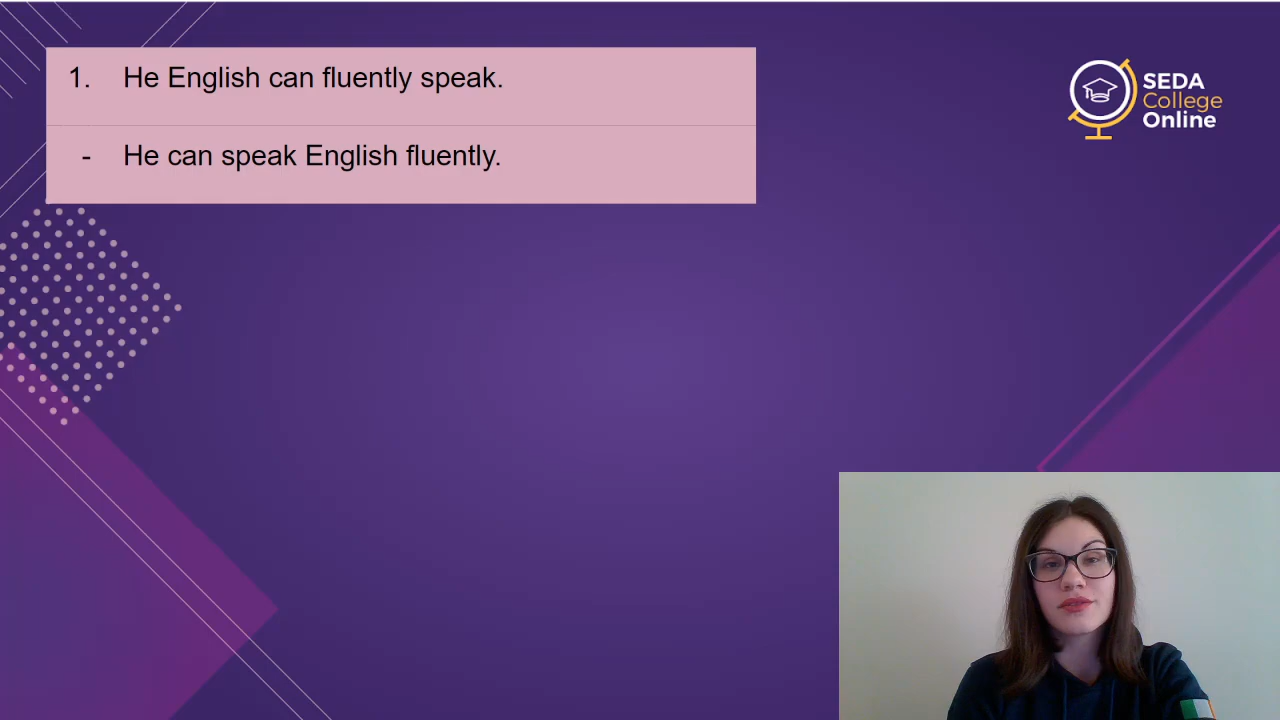 1. He English can fluently speak.
- He can speak English fluently.
SEDA
College
Online